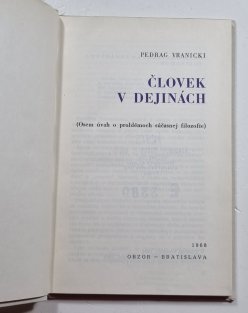 PEDRAG VRANICKI
ČLOVEK
V DEJINÁCH
(Osem úvah o problémoch súčasnej filozofie)
1968
OBZOR – BRATISLAVA